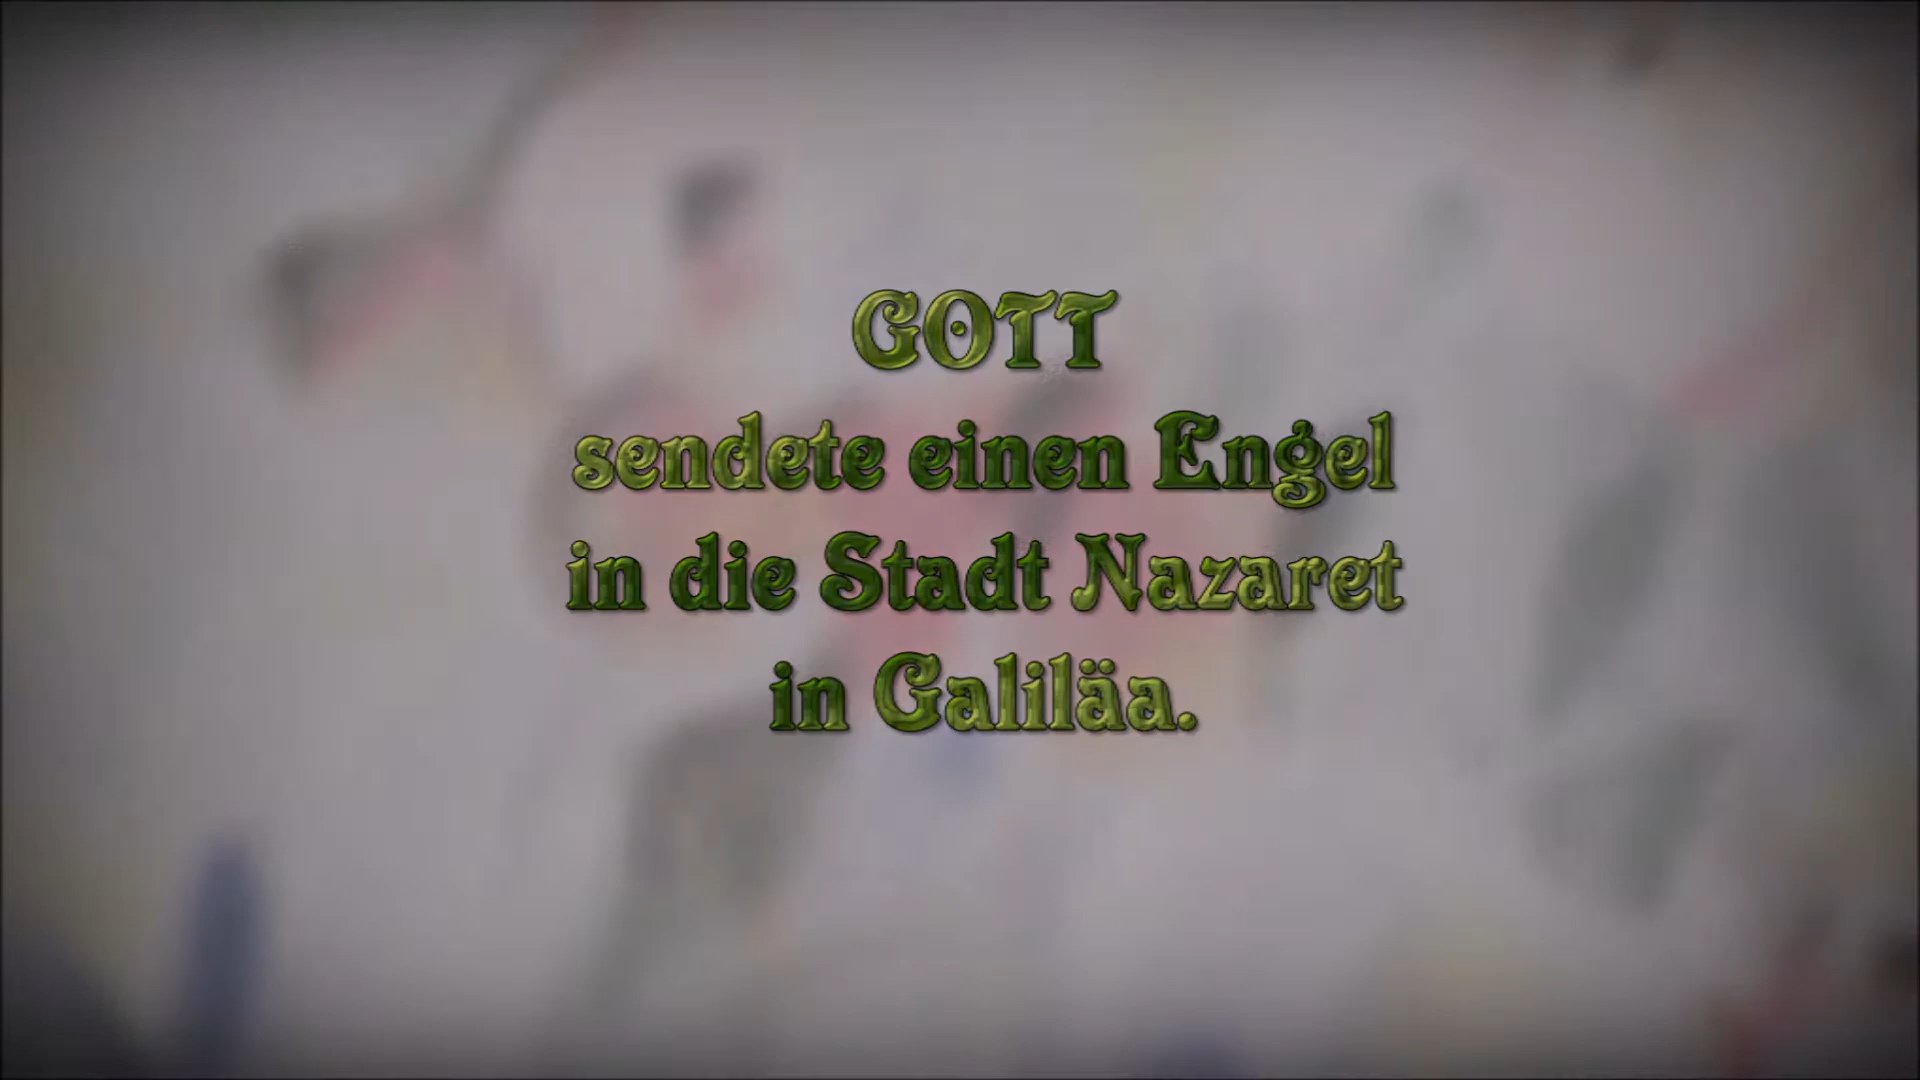 GOTT
sendete einen Engel
in die Stadt Nazaret
in Galiläa.